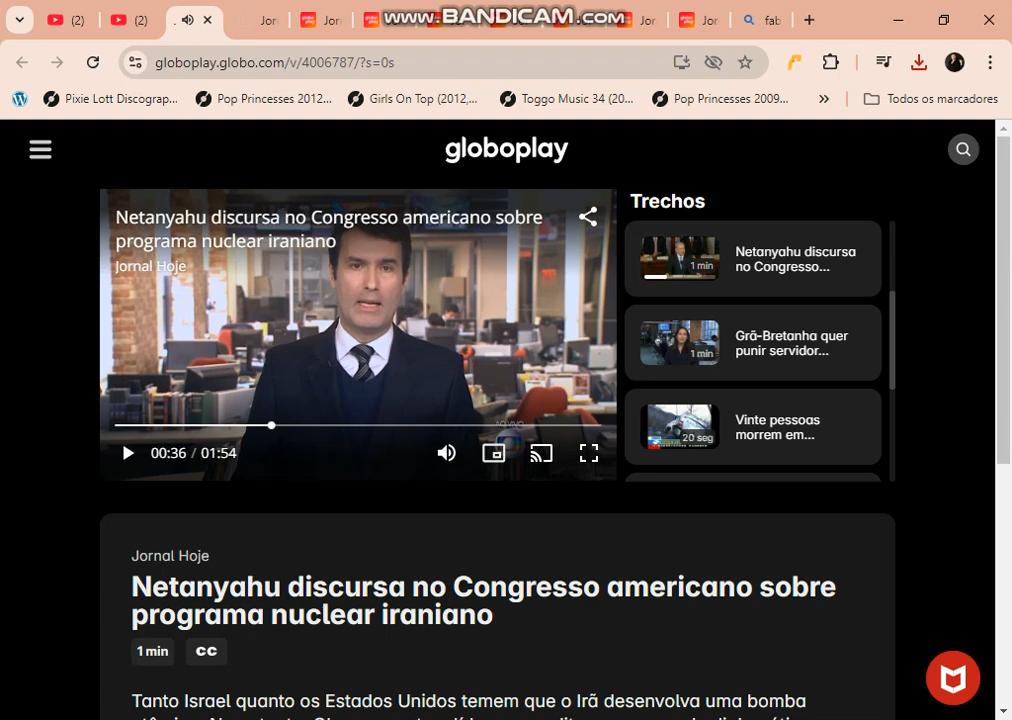 (2)
(2)
.
Jor
Jor
WWW.BANDICAM.COM
Jor
Jor
fab
globoplay.globo.com/v/4006787/?s=0s
Pixie Lott Discograp...
Pop Princesses 2012...
Girls On Top (2012,...
Toggo Music 34 (20...
Pop Princesses 2009...
»
Todos os marcadores
globoplay
Netanyahu discursa no Congresso americano sobre
programa nuclear iraniano
Jornal Hoje
00:36 / 01:54
Trechos
1 min
Netanyahu discursa
no Congresso...
1 min
Grã-Bretanha quer
punir servidor...
20 seg
Vinte pessoas
morrem em...
Jornal Hoje
Netanyahu discursa no Congresso americano sobre
programa nuclear iraniano
1 min
CC
Tanto Israel quanto os Estados Unidos temem que o Irã desenvolva uma bomba